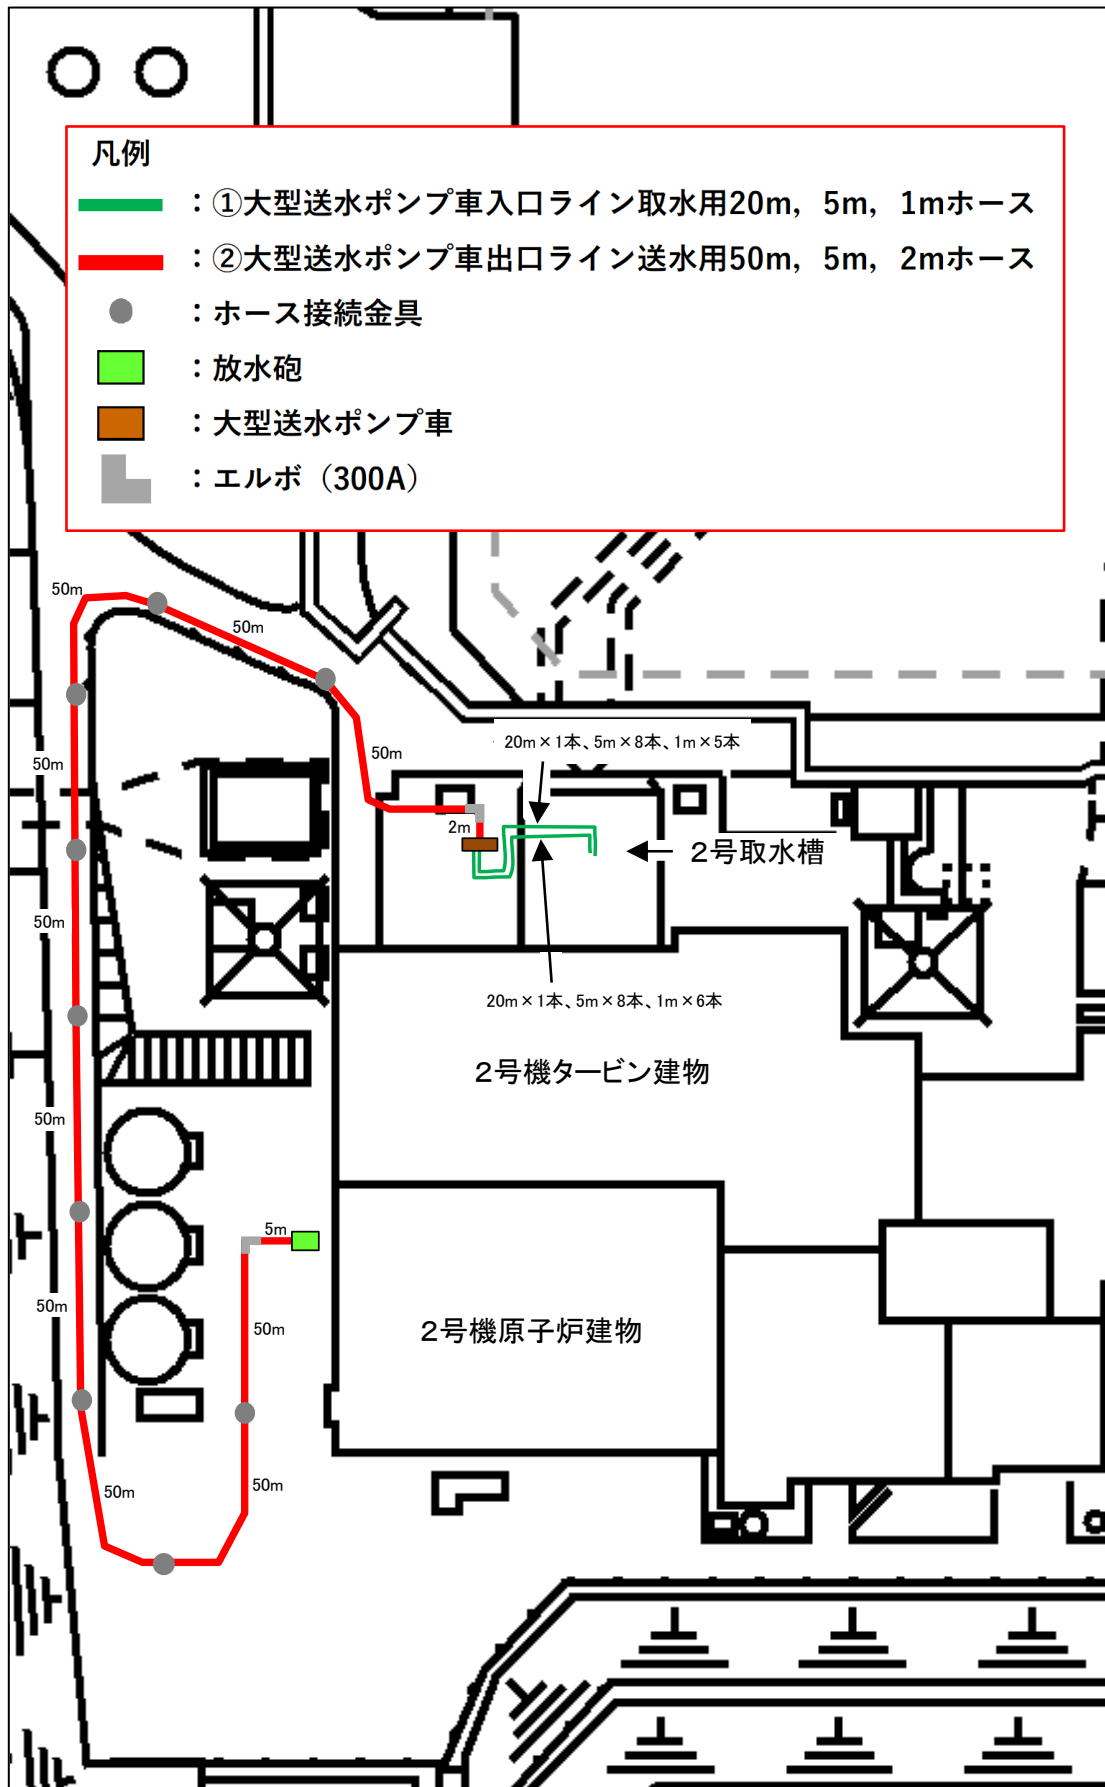 凡例
：①大型送水ポンプ車入口ライン取水用20m，5m，1mホース
：②大型送水ポンプ車出口ライン送水用50m，5m，2mホース
：ホース接続金具
：放水砲
：大型送水ポンプ車
：エルボ（300A）
50m
50m
50m
20m×1本、5m×8本、1m×5本
50m
2m
２号取水槽
50m
20m×1本、5m×8本、1m×6本
２号機タービン建物
50m
5m
50m
50m
２号機原子炉建物
50m
50m